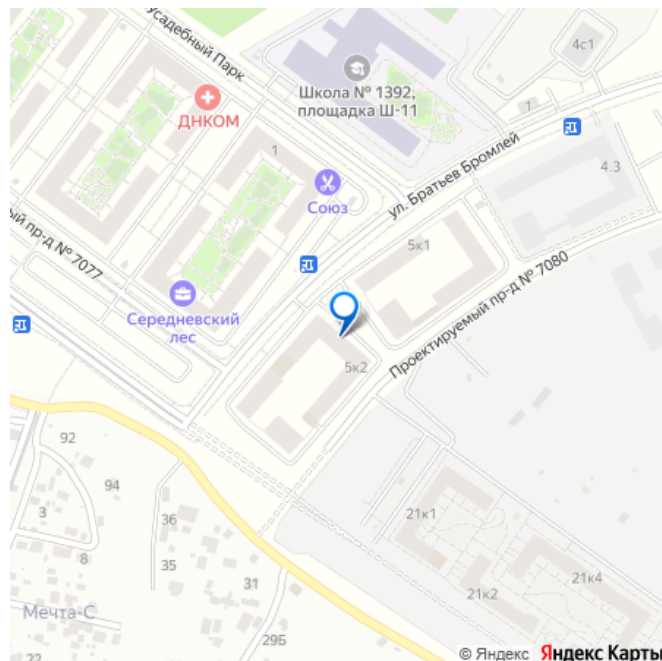 усадебный Парк
4с1
Школа № 1392,
площадка Ш-11
ДНКОМ
1
1
ул. Братьев Бромлей
4.3
Союз
ый пр-д № 7077
5к1
Проектируемый пр-д № 7080
Середневский
лес
5к2
92
94
3
36
21к1
8
35
31
21к2
21к4
Мечта-С
22
29Б
© Яндекс Яндекс Карты